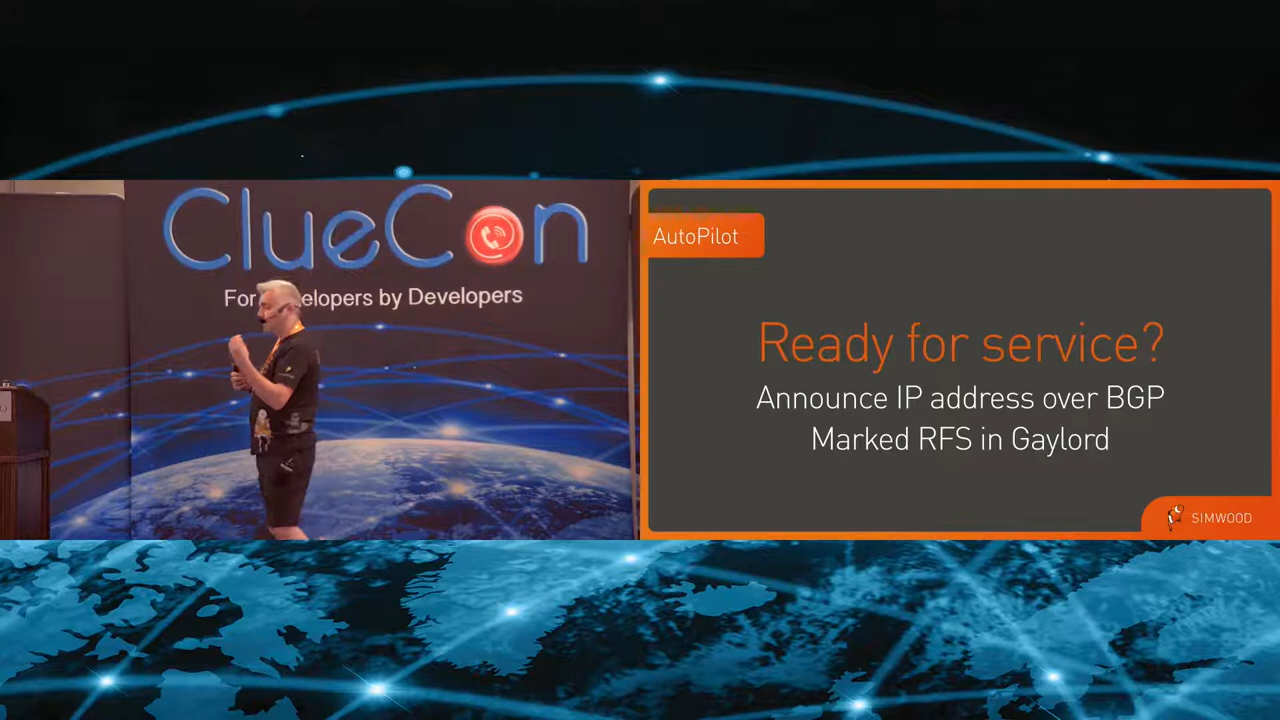 ClueCon
For elopers by Developers
AutoPilot
Ready for service?
Announce IP address over BGP
Marked RFS in Gaylord
SIMWOOD